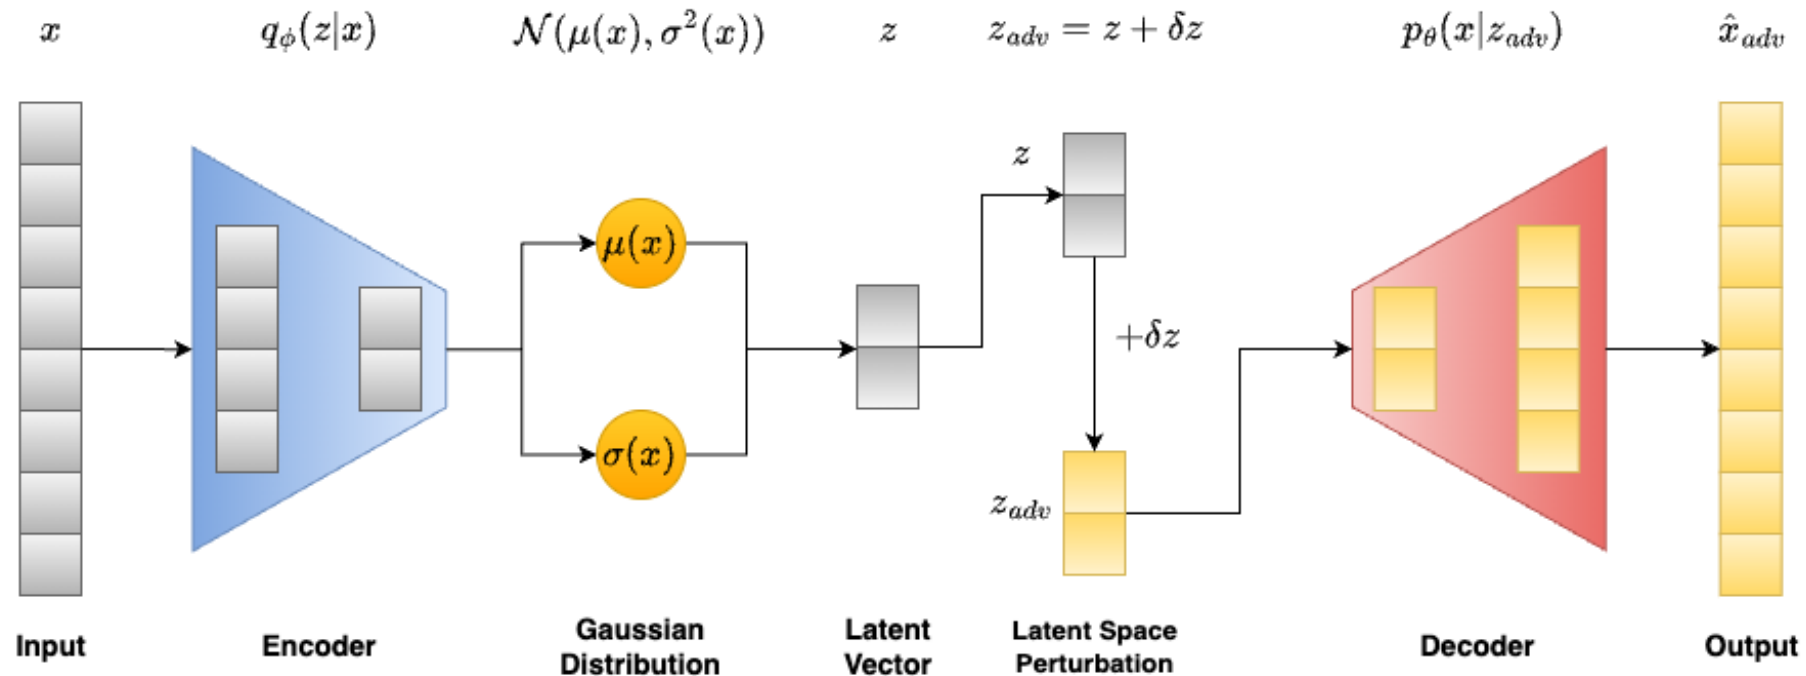 x
qϕ(z|x)
𝒩(μ(x), σ²(x))
z
z_adv = z + δz
pθ(x|z_adv)
x̂_adv
z
μ(x)
+δz
σ(x)
z_adv
Input
Encoder
Gaussian
Distribution
Latent
Vector
Latent Space
Perturbation
Decoder
Output